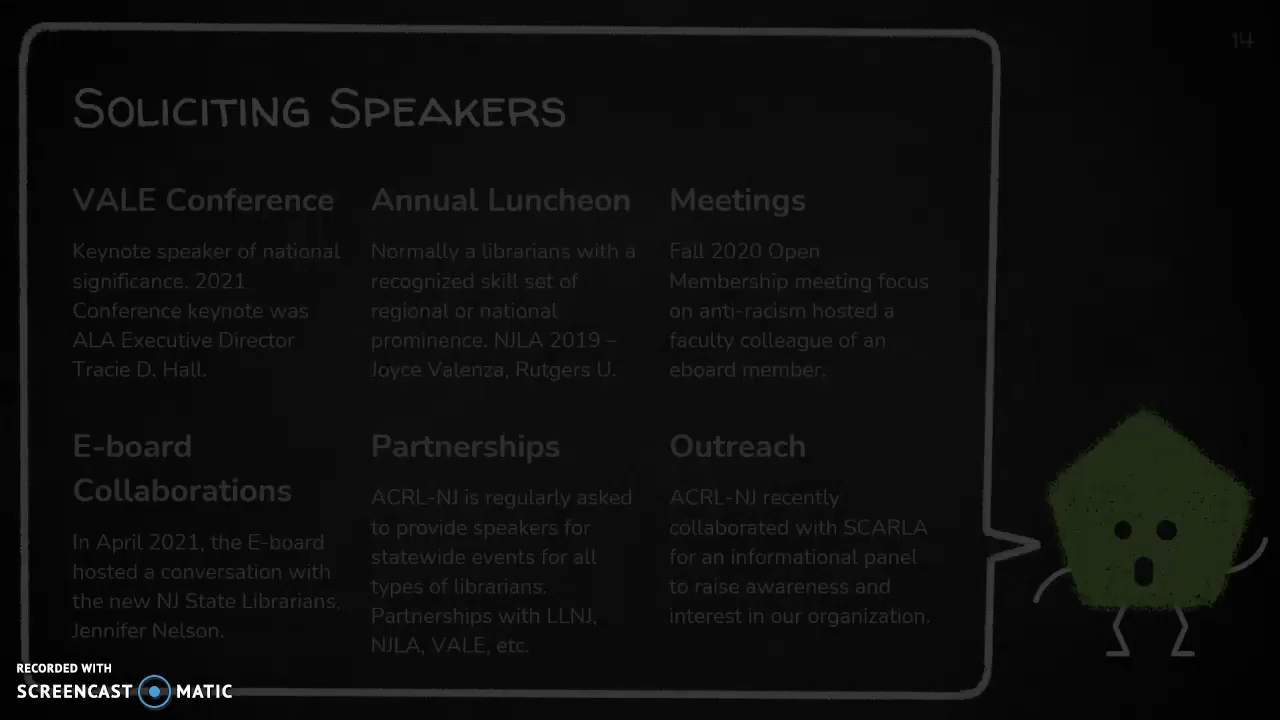 14
SOLICITING SPEAKERS
VALE Conference
Keynote speaker of national
significance. 2021
Conference keynote was
ALA Executive Director
Tracie D. Hall.
Annual Luncheon
Normally a librarians with a
recognized skill set of
regional or national
prominence. NJLA 2019 –
Joyce Valenza, Rutgers U.
Meetings
Fall 2020 Open
Membership meeting focus
on anti-racism hosted a
faculty colleague of an
eboard member.
E-board
Collaborations
In April 2021, the E-board
hosted a conversation with
the new NJ State Librarians,
Jennifer Nelson.
Partnerships
ACRL-NJ is regularly asked
to provide speakers for
statewide events for all
types of librarians.
Partnerships with LLNJ,
NJLA, VALE, etc.
Outreach
ACRL-NJ recently
collaborated with SCARLA
for an informational panel
to raise awareness and
interest in our organization.
RECORDED WITH
SCREENCAST MATIC